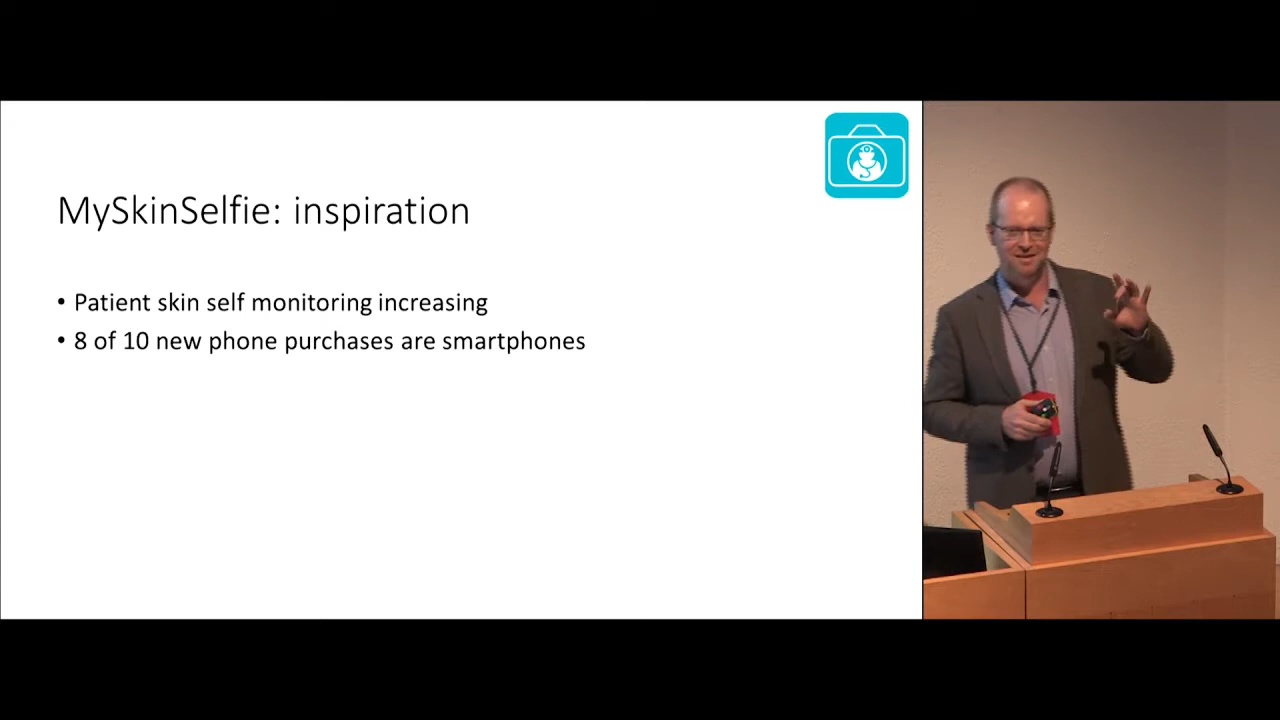 MySkinSelfie: inspiration
• Patient skin self monitoring increasing
• 8 of 10 new phone purchases are smartphones